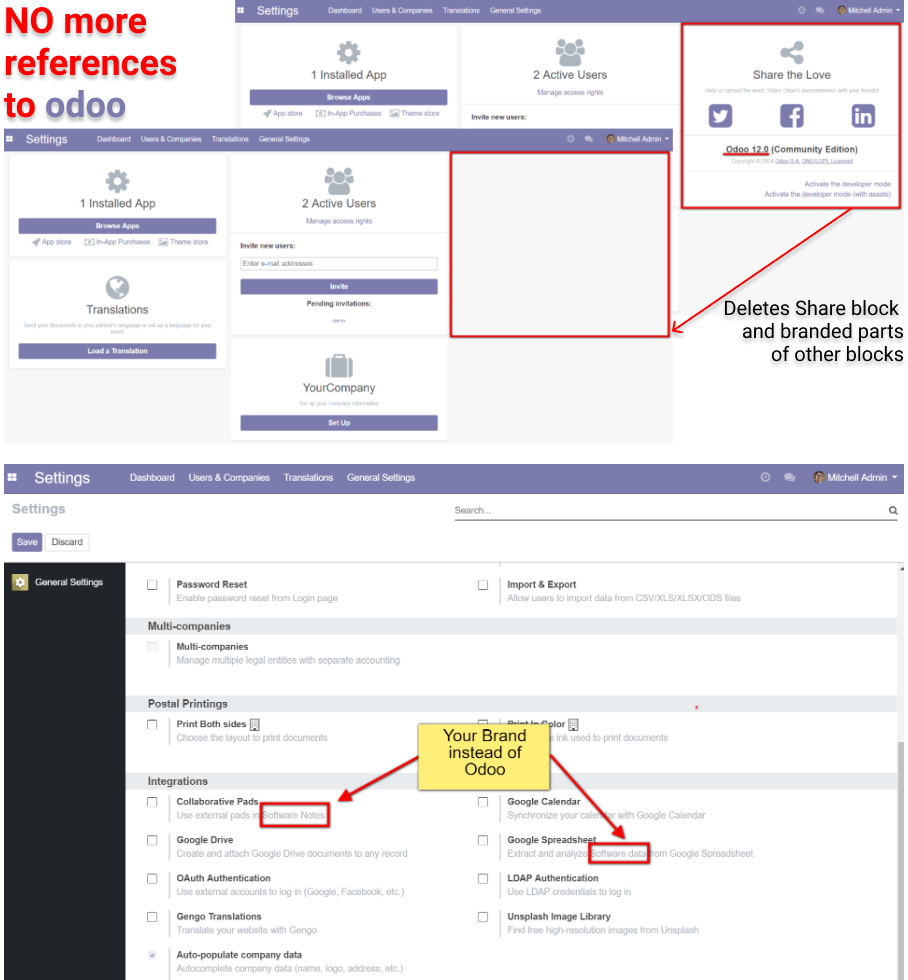 NO more
references
to odoo
Settings Dashboard Users & Companies Translations General Settings Mitchell Admin
1 Installed App
Browse Apps
App store In-App Purchases Theme store
2 Active Users
Manage access rights
Invite new users:
Share the Love
Help us spread the word: Share Odoo's awesomeness with your friends!
Odoo 12.0 (Community Edition)
Copyright © 2004 Odoo S.A. GNU LGPL Licensed
Activate the developer mode
Activate the developer mode (with assets)
Settings Dashboard Users & Companies Translations General Settings Mitchell Admin
1 Installed App
Browse Apps
App store In-App Purchases Theme store
Translations
Send your documents in your partner's language or set up a language for your
users
Load a Translation
2 Active Users
Manage access rights
Invite new users:
Enter e-mail addresses
Invite
Pending invitations:
demo
YourCompany
Set up your company information
Set Up
Deletes Share block
and branded parts
of other blocks
Settings Dashboard Users & Companies Translations General Settings Mitchell Admin
Settings
Search...
Save Discard
General Settings
Password Reset
Enable password reset from Login page
Import & Export
Allow users to import data from CSV/XLS/XLSX/ODS files
Multi-companies
Multi-companies
Manage multiple legal entities with separate accounting
Postal Printings
Print Both sides
Choose the layout to print documents
Print In Color
ink used to print documents
Your Brand
instead of
Odoo
Integrations
Collaborative Pads
Use external pads in Software Notes
Google Calendar
Synchronize your calendar with Google Calendar
Google Drive
Create and attach Google Drive documents to any record
Google Spreadsheet
Extract and analyze Software data from Google Spreadsheet
OAuth Authentication
Use external accounts to log in (Google, Facebook, etc.)
LDAP Authentication
Use LDAP credentials to log in
Gengo Translations
Translate your website with Gengo
Unsplash Image Library
Find free high-resolution images from Unsplash
Auto-populate company data
Autocomplete company data (name, logo, address, etc.)